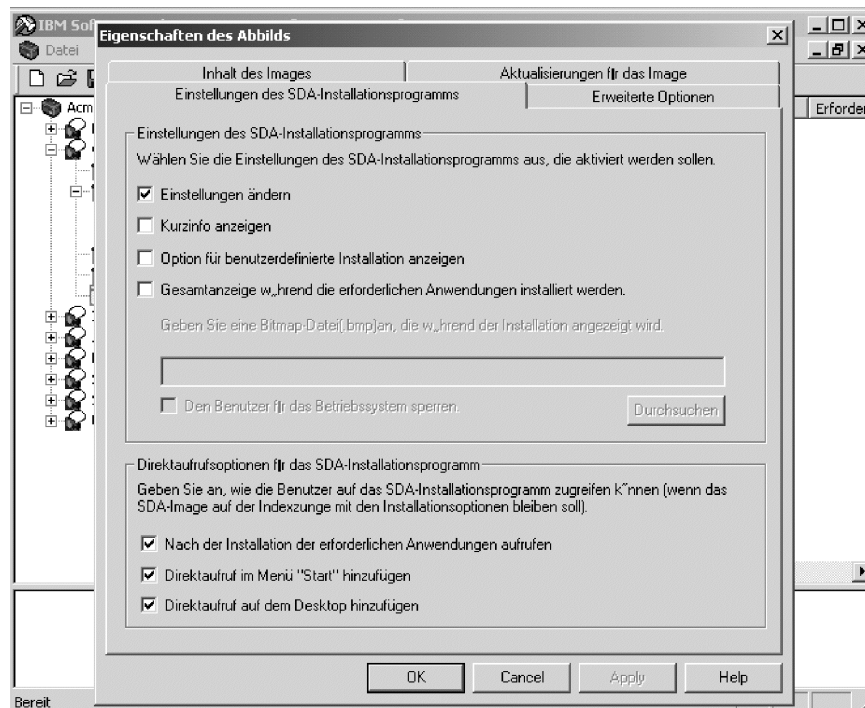 IBM Sof
Eigenschaften des Abbilds
Datei
Inhalt des Images
Aktualisierungen f|r das Image
Einstellungen des SDA-Installationsprogramms
Erweiterte Optionen
Acm
Erforder
Einstellungen des SDA-Installationsprogramms
Wählen Sie die Einstellungen des SDA-Installationsprogramms aus, die aktiviert werden sollen.
Einstellungen ändern
Kurzinfo anzeigen
Option für benutzerdefinierte Installation anzeigen
Gesamtanzeige w„hrend die erforderlichen Anwendungen installiert werden.
Geben Sie eine Bitmap-Datei(.bmp)an, die w„hrend der Installation angezeigt wird.
Den Benutzer f|r das Betriebssystem sperren.
Durchsuchen
Direktaufrufsoptionen f|r das SDA-Installationsprogramm
Geben Sie an, wie die Benutzer auf das SDA-Installationsprogramm zugreifen k”nnen (wenn das
SDA-Image auf der Indexzunge mit den Installationsoptionen bleiben soll).
Nach der Installation der erforderlichen Anwendungen aufrufen
Direktaufruf im Menü "Start" hinzufügen
Direktaufruf auf dem Desktop hinzufügen
OK
Cancel
Apply
Help
Bereit